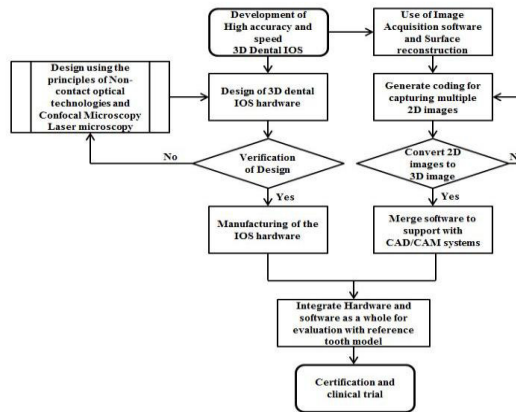 Development of
High accuracy and
speed
3D Dental IOS
Use of Image
Acquisition software
and Surface
reconstruction
Design using the
principles of Non-
contact optical
technologies and
Confocal Microscopy
Laser microscopy
Design of 3D dental
IOS hardware
Generate coding for
capturing multiple
2D images
No
Verification
of Design
Convert 2D
images to
3D image
N
Yes
Yes
Manufacturing of the
IOS hardware
Merge software to
support with
CAD/CAM systems
Integrate Hardware and
software as a whole for
evaluation with reference
tooth model
Certification and
clinical trial